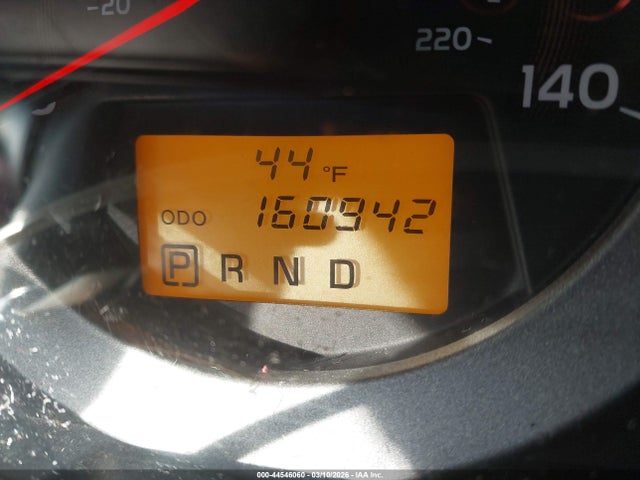 -20
220
140
44 °F
ODO 160942
P R N D
000-44546060 - 03/10/2026 - IAA Inc.